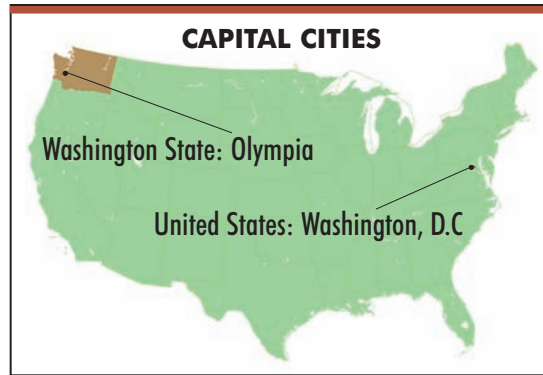 CAPITAL CITIES
Washington State: Olympia
United States: Washington, D.C